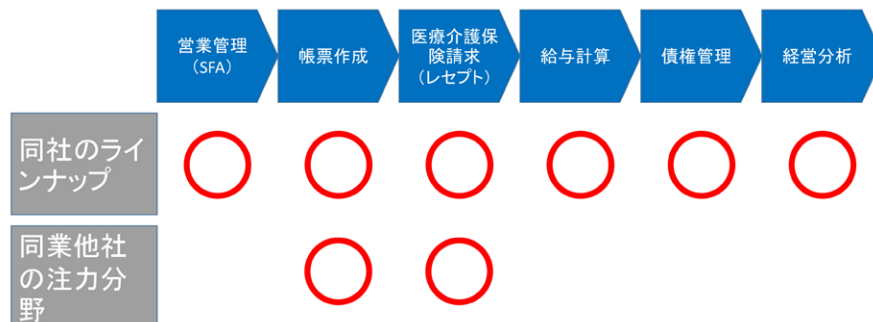 営業管理
（SFA）
帳票作成
医療介護保
険請求
（レセプト）
給与計算
債権管理
経営分析
同社のライ
ンナップ
同業他社
の注力分
野